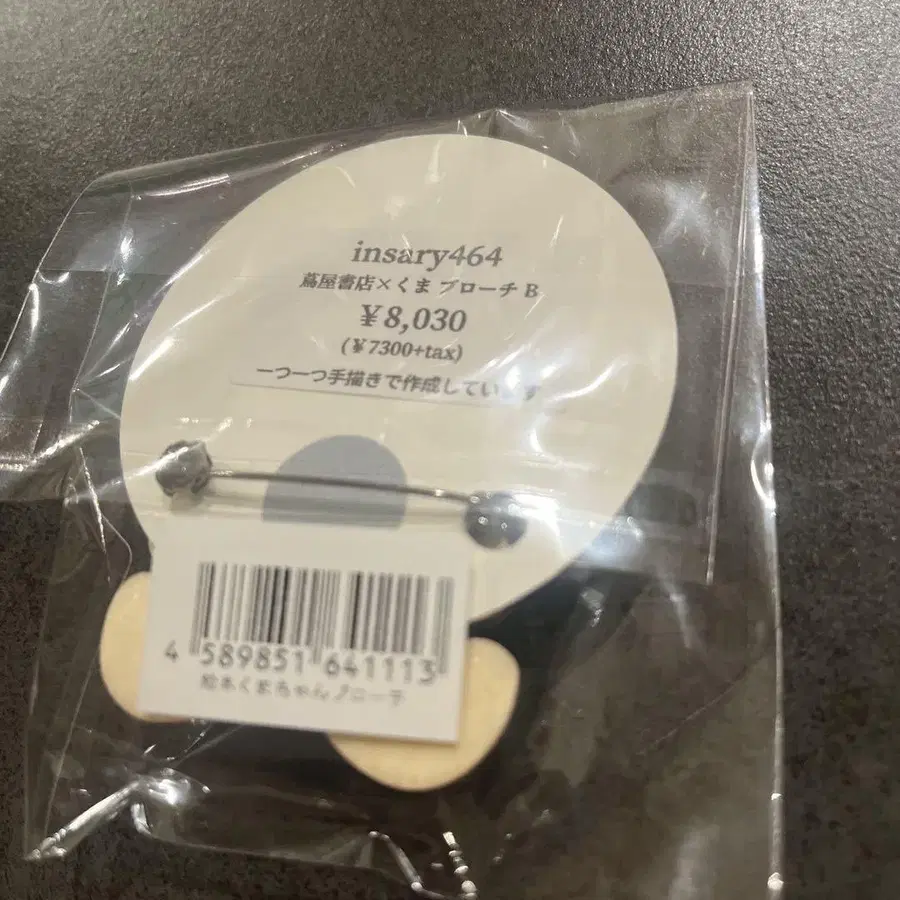 insary464
蔦屋書店×くま ブローチ B
¥8,030
(¥7300+tax)
一つ一つ手描きで作成しています
4 589851 641113
絵本くまちゃんブローチ